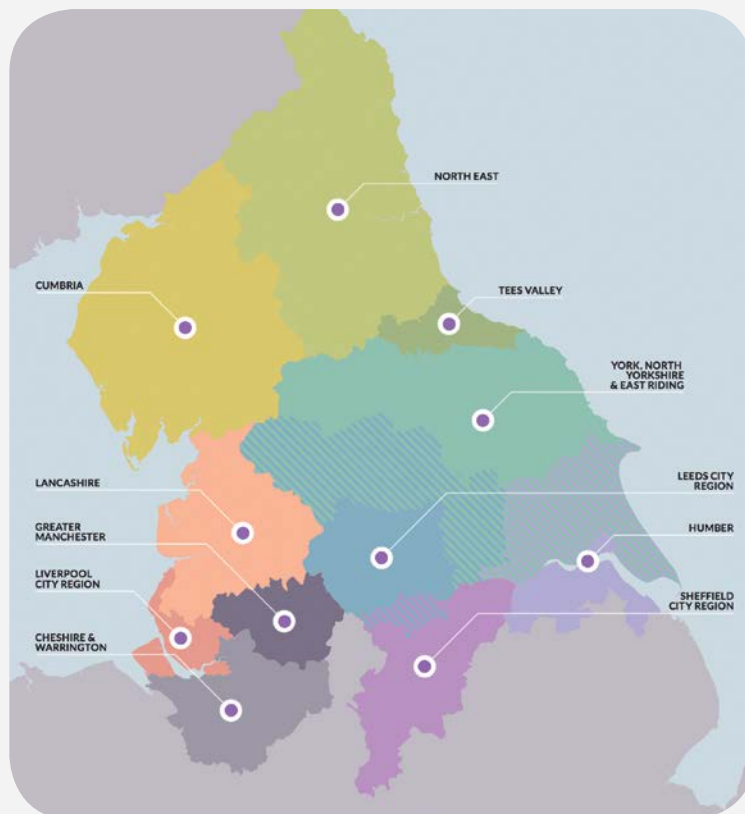 NORTH EAST
CUMBRIA
TEES VALLEY
YORK, NORTH
YORKSHIRE
& EAST RIDING
LANCASHIRE
LEEDS CITY
REGION
GREATER
MANCHESTER
HUMBER
LIVERPOOL
CITY REGION
SHEFFIELD
CITY REGION
CHESHIRE &
WARRINGTON